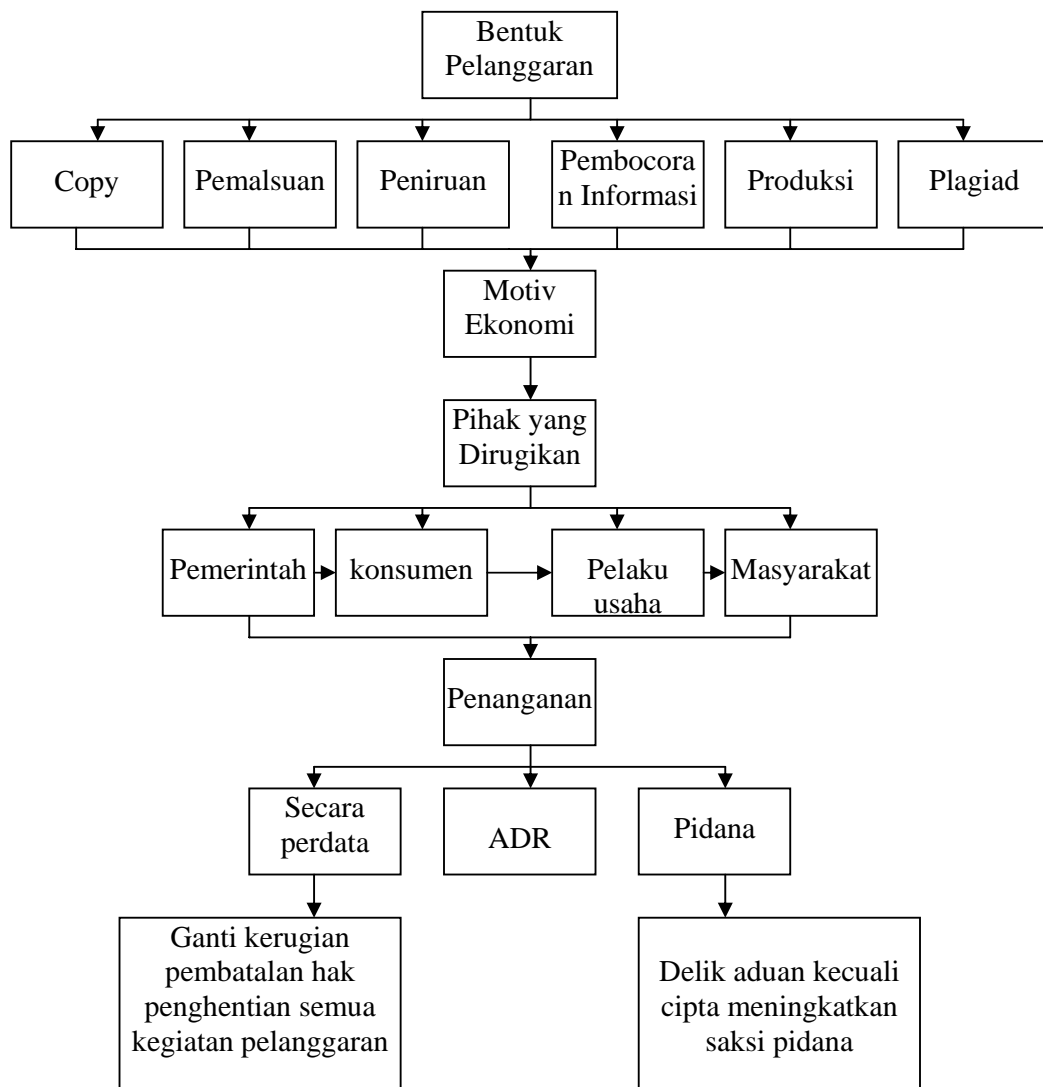 Bentuk
Pelanggaran
Copy
Pemalsuan
Peniruan
Pembocora
n Informasi
Produksi
Plagiad
Motiv
Ekonomi
Pihak yang
Dirugikan
Pemerintah
konsumen
Pelaku
usaha
Masyarakat
Penanganan
Secara
perdata
ADR
Pidana
Ganti kerugian
pembatalan hak
penghentian semua
kegiatan pelanggaran
Delik aduan kecuali
cipta meningkatkan
saksi pidana